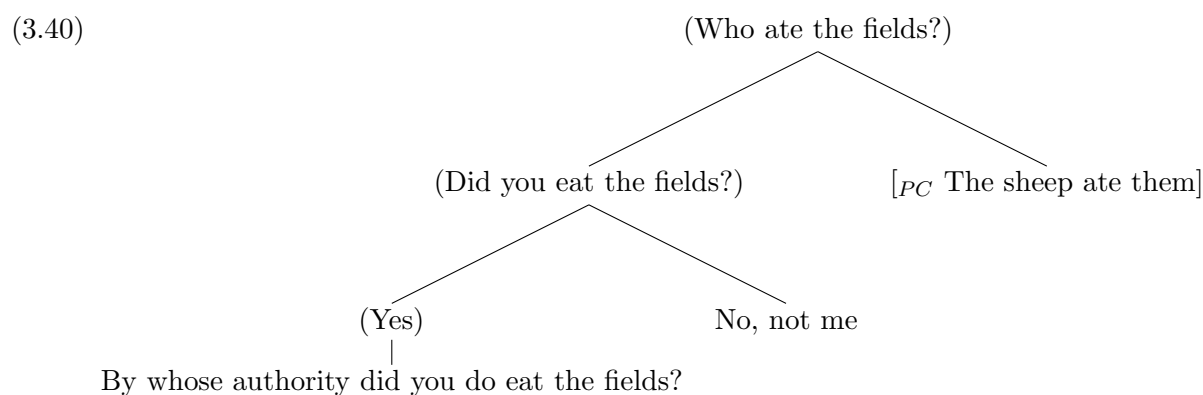 (3.40) (Who ate the fields?)
(Did you eat the fields?) [PC The sheep ate them]
(Yes) No, not me
By whose authority did you do eat the fields?